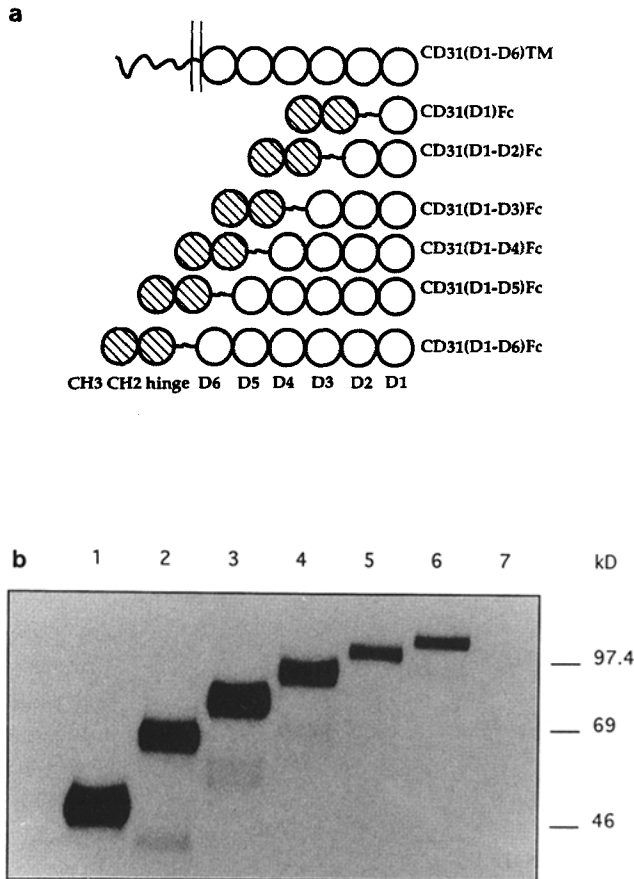 a
CD31(D1-D6)TM
CD31(D1)Fc
CD31(D1-D2)Fc
CD31(D1-D3)Fc
CD31(D1-D4)Fc
CD31(D1-D5)Fc
CD31(D1-D6)Fc
CH3 CH2 hinge D6 D5 D4 D3 D2 D1
b 1 2 3 4 5 6 7 kD
97.4
69
46